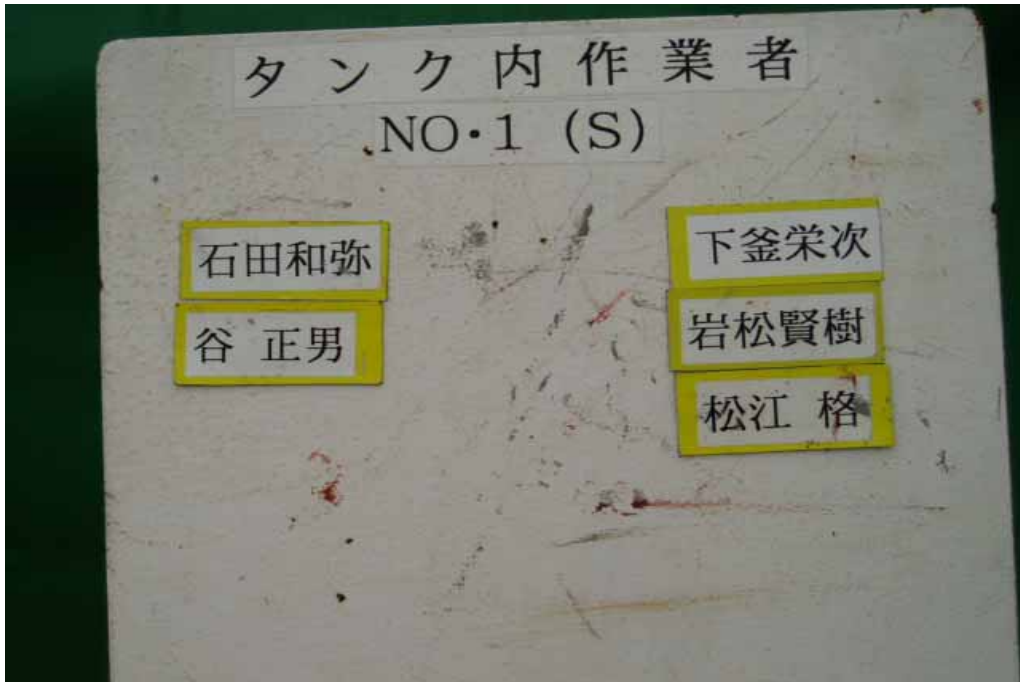 タンク内作業者
NO・1 (S)
石田和弥
谷 正男
下釜栄次
岩松賢樹
松江 格